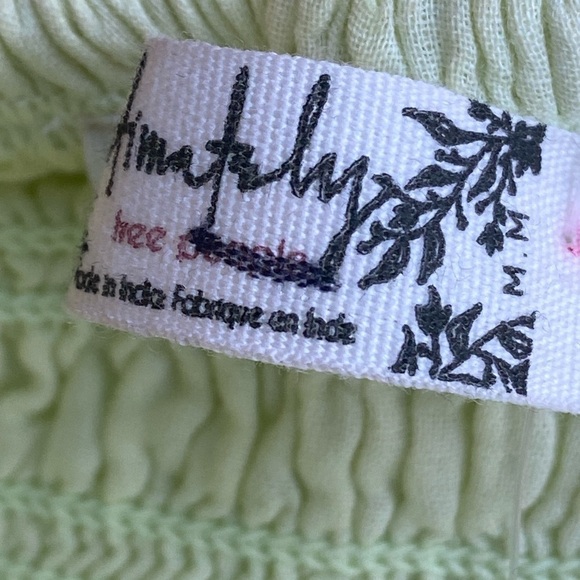 intimately
free people
Made in India Fabriqué en Inde
M.M